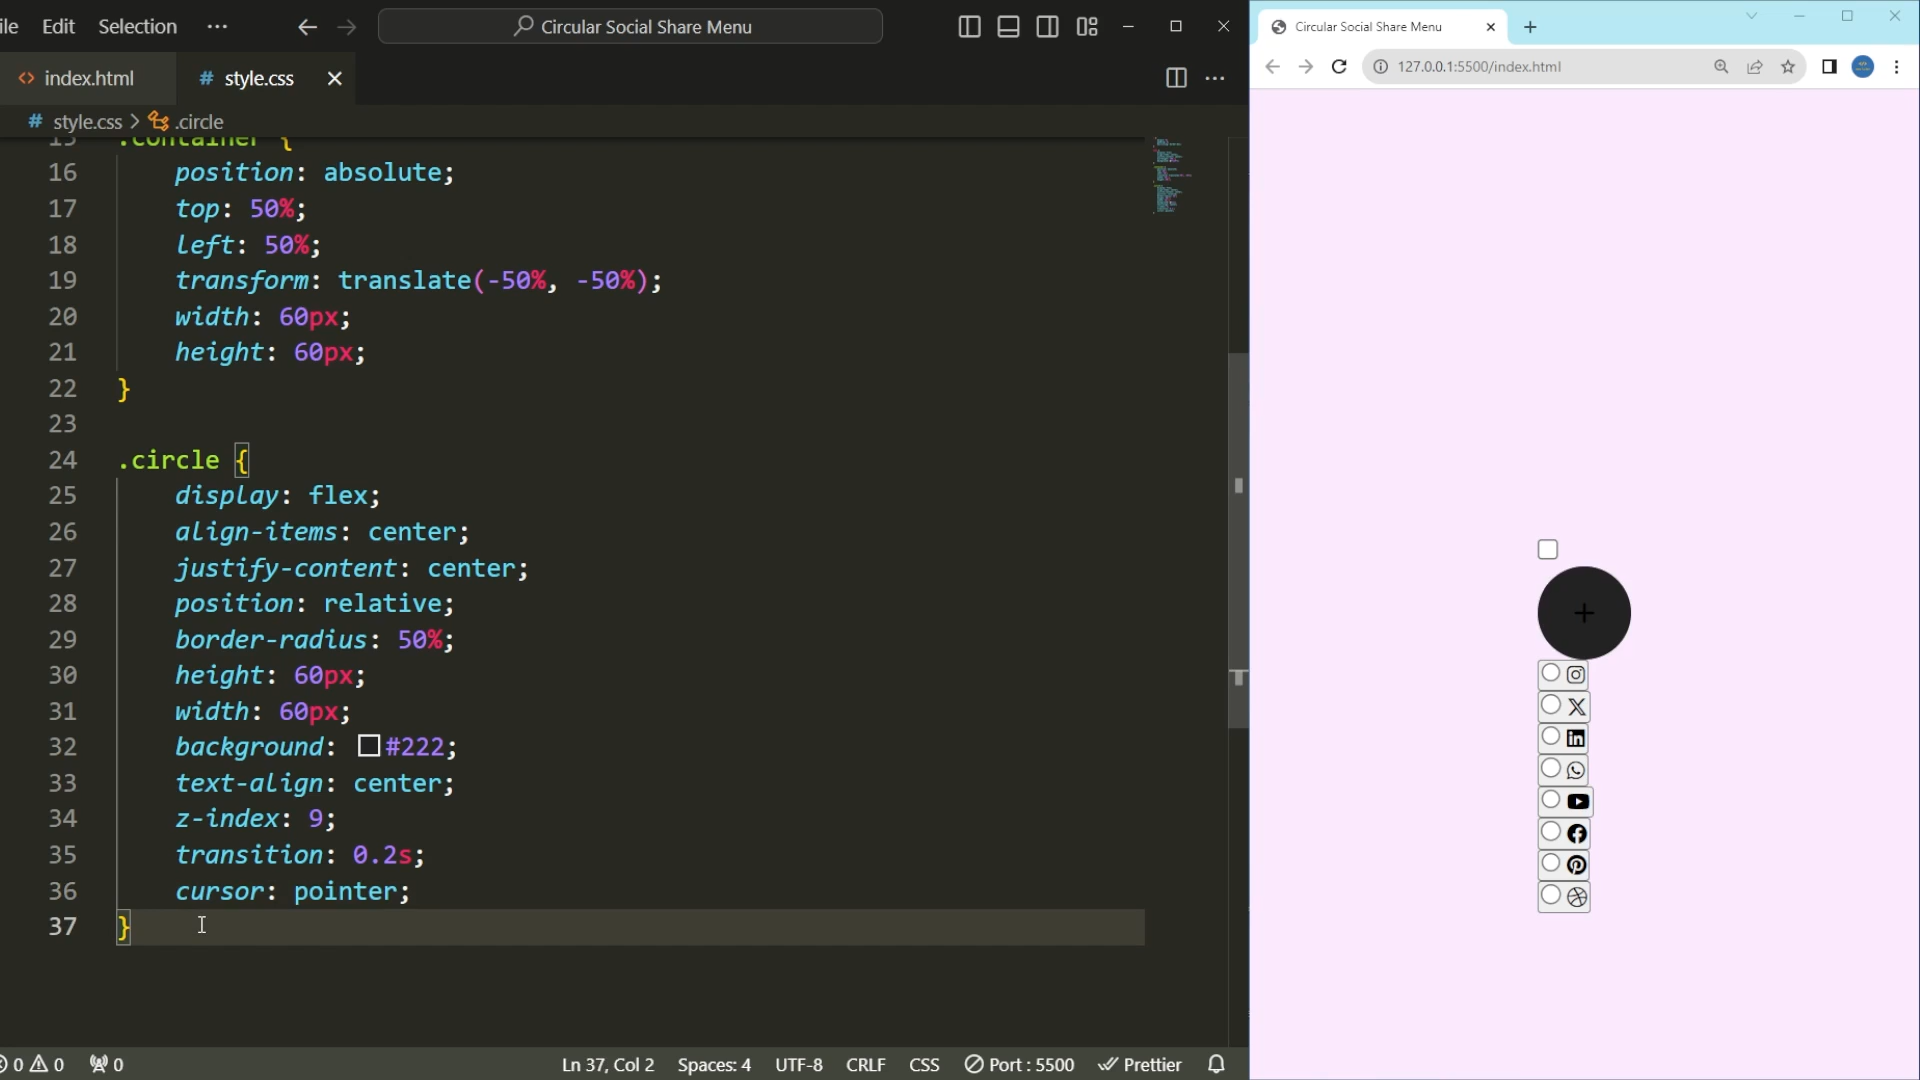 ile Edit Selection ··· Circular Social Share Menu
index.html # style.css
# style.css > .circle
15 .container {
16 position: absolute;
17 top: 50%;
18 left: 50%;
19 transform: translate(-50%, -50%);
20 width: 60px;
21 height: 60px;
22 }
23
24 .circle {
25 display: flex;
26 align-items: center;
27 justify-content: center;
28 position: relative;
29 border-radius: 50%;
30 height: 60px;
31 width: 60px;
32 background: #222;
33 text-align: center;
34 z-index: 9;
35 transition: 0.2s;
36 cursor: pointer;
37 }
0 0 0 Ln 37, Col 2 Spaces: 4 UTF-8 CRLF CSS Port : 5500 Prettier
Circular Social Share Menu
127.0.0.1:5500/index.html